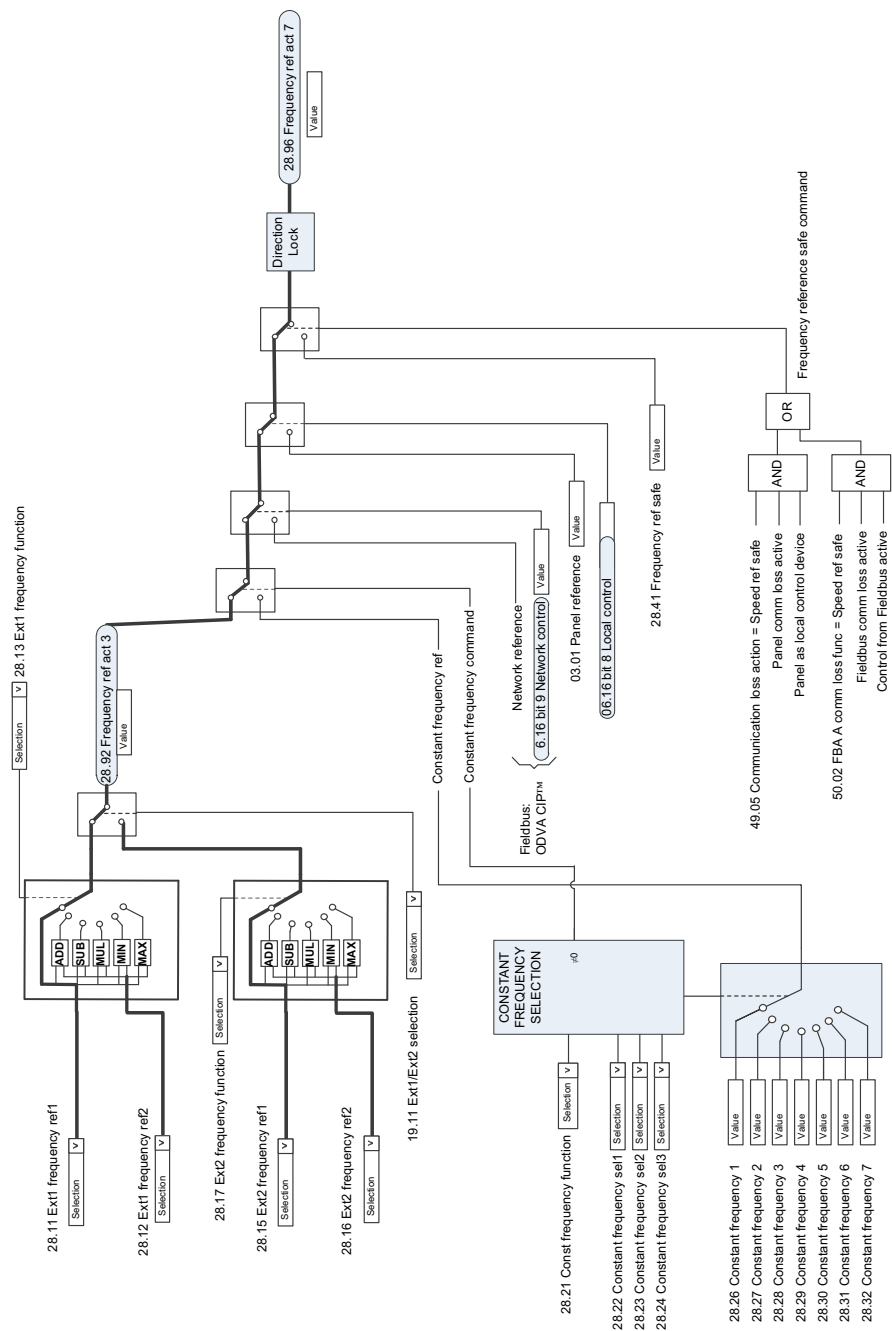 28.11 Ext1 frequency ref1
Selection v
28.12 Ext1 frequency ref2
Selection v
ADD
SUB
MUL
MIN
MAX
Selection v 28.13 Ext1 frequency function
28.17 Ext2 frequency function Selection v
28.15 Ext2 frequency ref1
Selection v
28.16 Ext2 frequency ref2
Selection v
ADD
SUB
MUL
MIN
MAX
19.11 Ext1/Ext2 selection
Selection v
28.92 Frequency ref act 3
Value
Direction
Lock
28.96 Frequency ref act 7
Value
Constant frequency ref
Constant frequency command
Network reference
Fieldbus:
ODVA CIP™
6.16 bit 9 Network control Value
03.01 Panel reference Value
06.16 bit 8 Local control
28.41 Frequency ref safe Value
CONSTANT
FREQUENCY
SELECTION
≠0
28.21 Const frequency function Selection v
28.22 Constant frequency sel1 Selection v
28.23 Constant frequency sel2 Selection v
28.24 Constant frequency sel3 Selection v
28.26 Constant frequency 1 Value
28.27 Constant frequency 2 Value
28.28 Constant frequency 3 Value
28.29 Constant frequency 4 Value
28.30 Constant frequency 5 Value
28.31 Constant frequency 6 Value
28.32 Constant frequency 7 Value
49.05 Communication loss action = Speed ref safe
Panel comm loss active
Panel as local control device
AND
50.02 FBA A comm loss func = Speed ref safe
Fieldbus comm loss active
Control from Fieldbus active
AND
OR
Frequency reference safe command